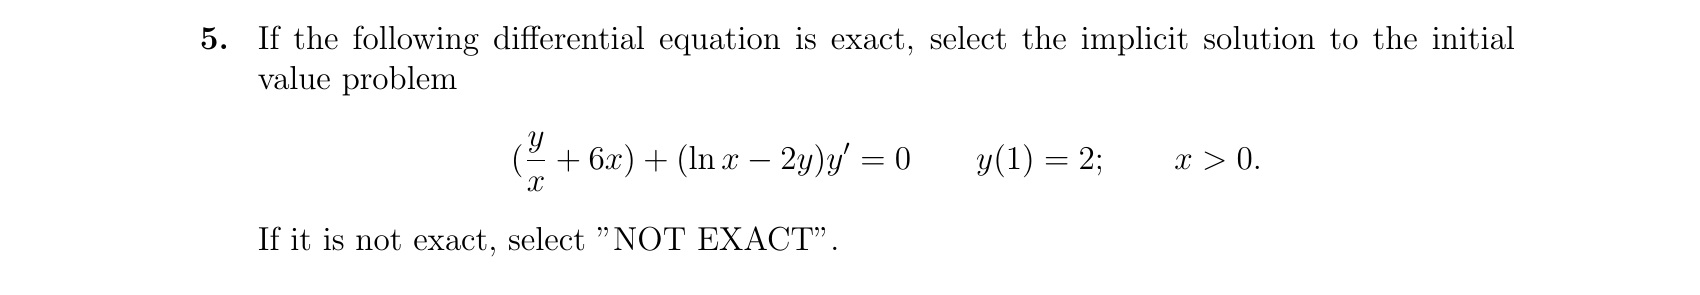 5. If the following differential equation is exact, select the implicit solution to the initial
value problem
(y/x + 6x) + (ln x − 2y)y′ = 0 y(1) = 2; x > 0.
If it is not exact, select ”NOT EXACT”.